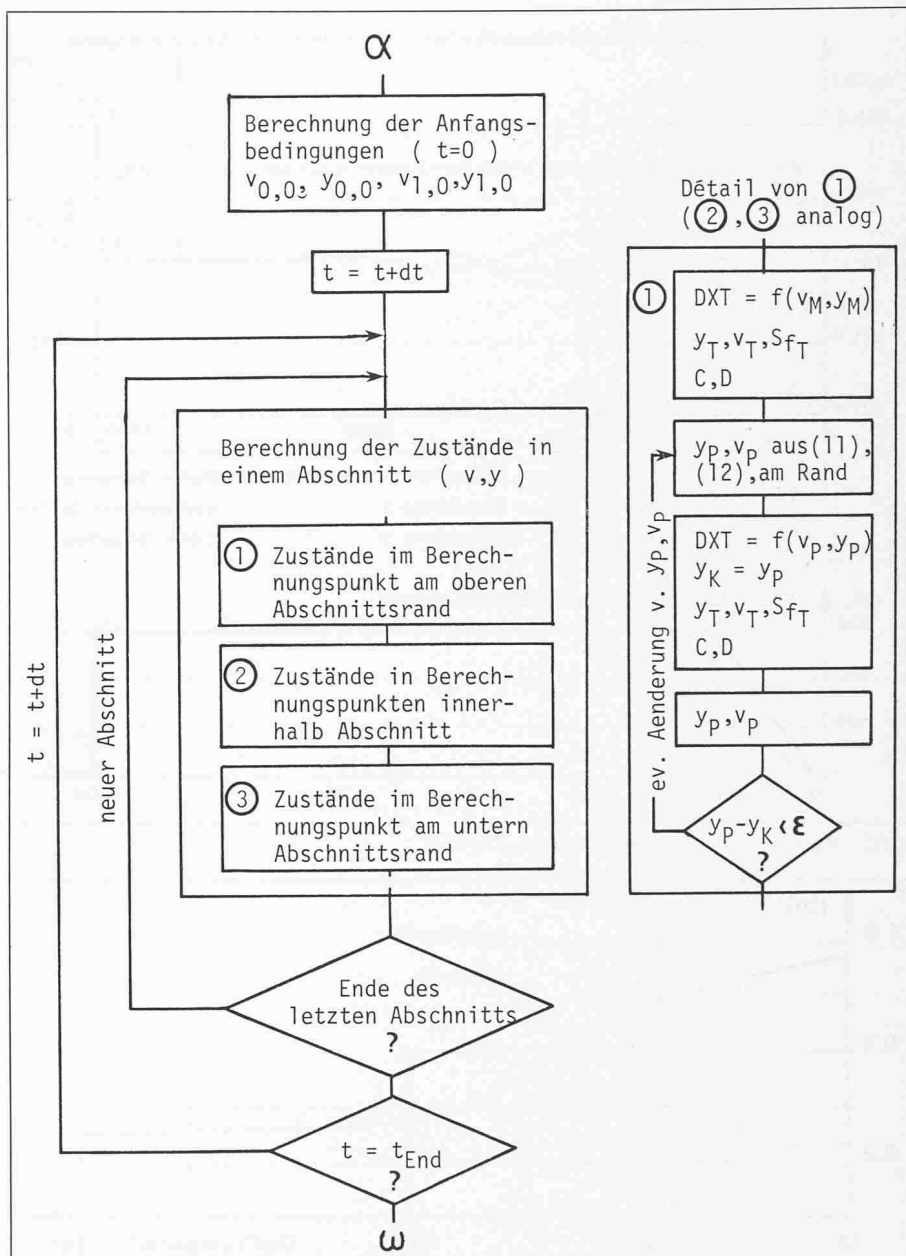 α
Berechnung der Anfangs-
bedingungen ( t=0 )
v0,0, y0,0, v1,0,y1,0
t = t+dt
Berechnung der Zustände in
einem Abschnitt ( v,y )
① Zustände im Berech-
nungspunkt am oberen
Abschnittsrand
② Zustände in Berech-
nungspunkten inner-
halb Abschnitt
③ Zustände im Berech-
nungspunkt am untern
Abschnittsrand
Ende des
letzten Abschnitts
?
t = tEnd
?
ω
t = t+dt
neuer Abschnitt
Détail von ①
(②,③ analog)
① DXT = f(vM,yM)
yT,vT,SfT
C,D
yP,vP aus(11),
(12),am Rand
DXT = f(vP,yP)
yK = yP
yT,vT,SfT
C,D
yP,vP
yP-yK<ε
?
ev. Aenderung v. yP,vP